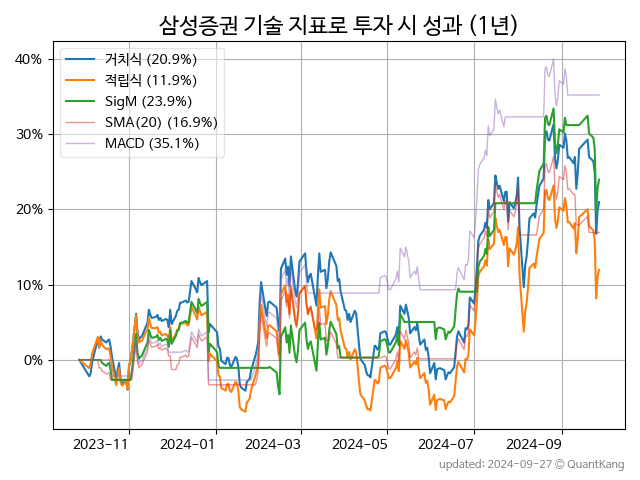 삼성증권 기술 지표로 투자 시 성과 (1년)
거치식 (20.9%)
적립식 (11.9%)
SigM (23.9%)
SMA(20) (16.9%)
MACD (35.1%)
40%
30%
20%
10%
0%
2023-11 2024-01 2024-03 2024-05 2024-07 2024-09
updated: 2024-09-27 © QuantKang